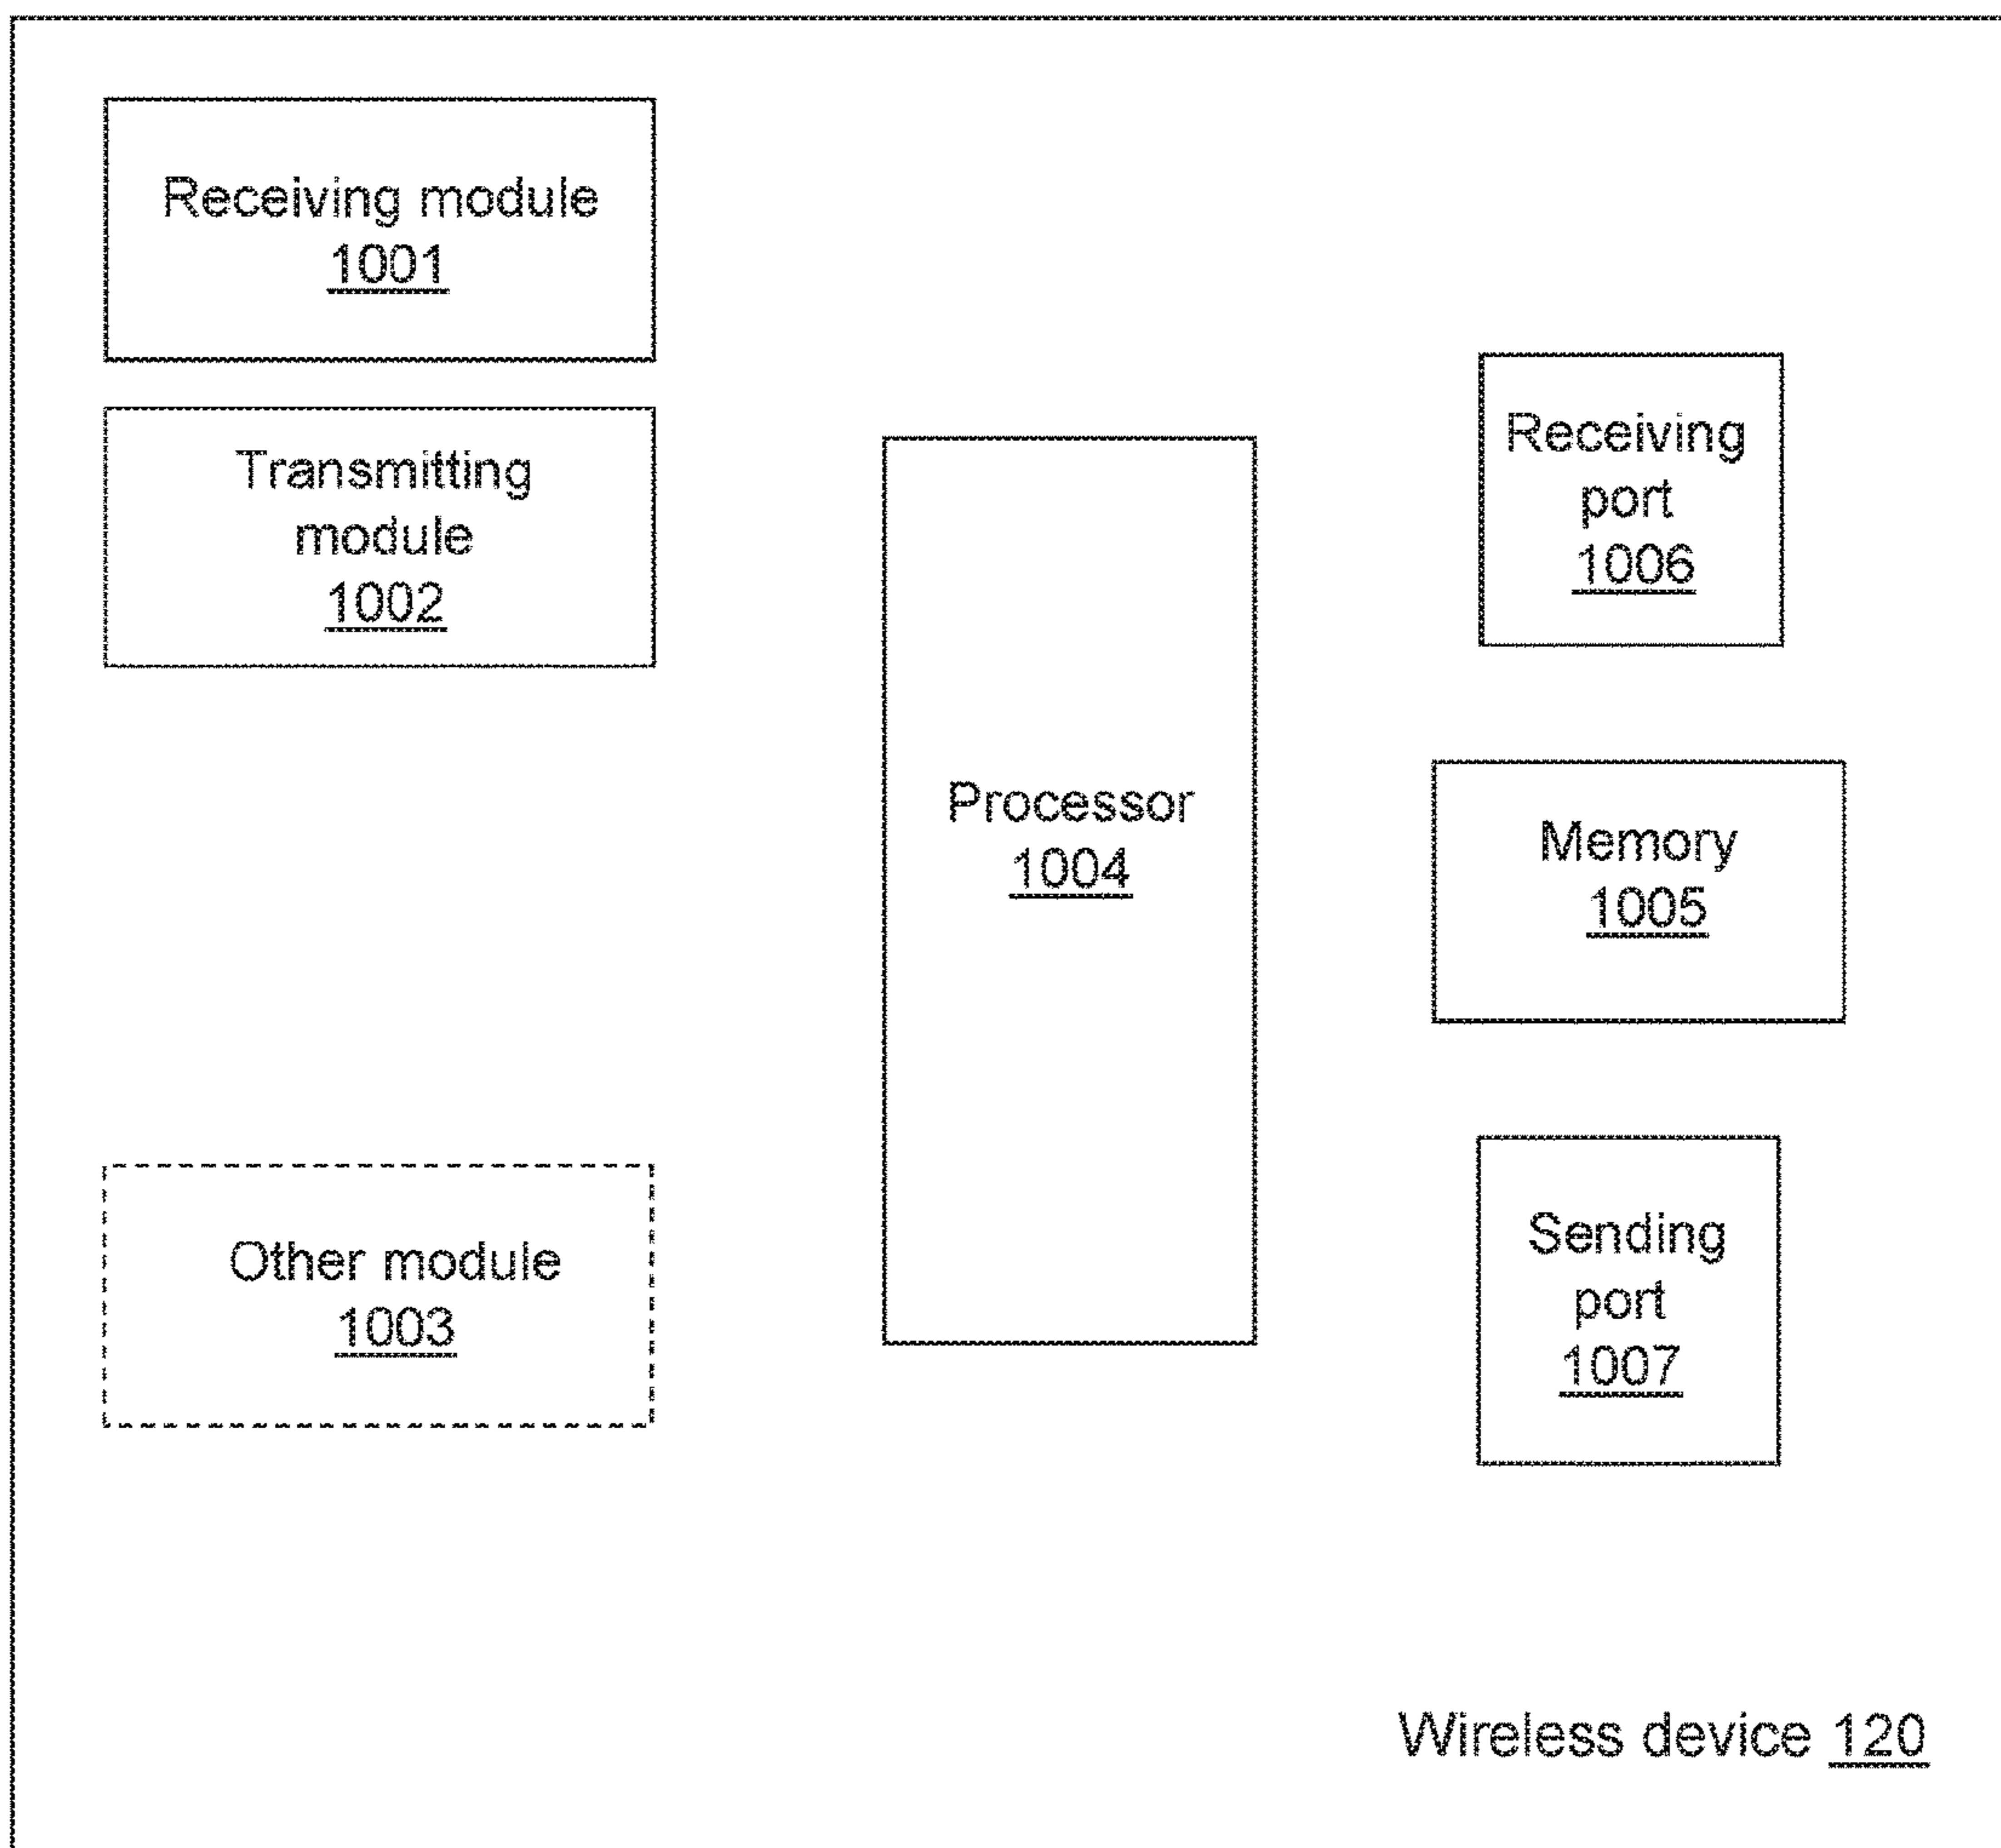 Receiving module
1001
Transmitting
module
1002
Other module
1003
Processor
1004
Receiving
port
1006
Memory
1005
Sending
port
1007
Wireless device 120